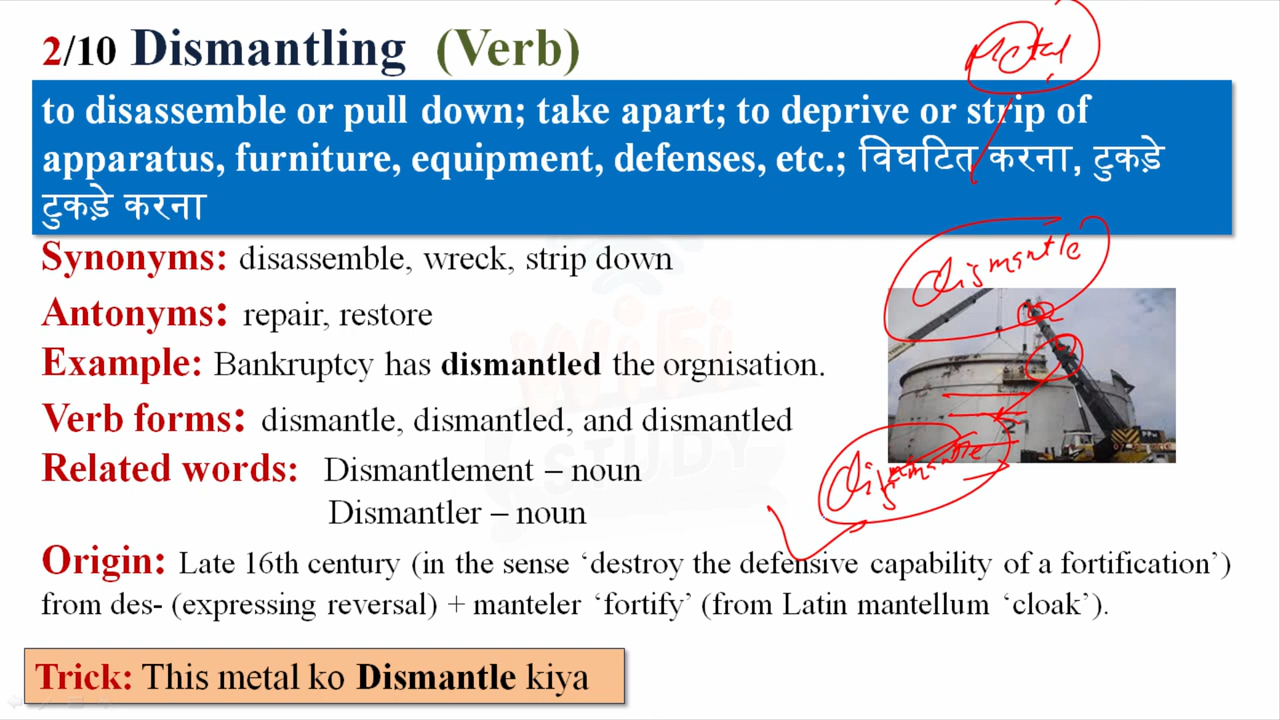 2/10 Dismantling (Verb)
Metal
to disassemble or pull down; take apart; to deprive or strip of
apparatus, furniture, equipment, defenses, etc.; विघटित करना, टुकड़े
टुकड़े करना
Synonyms: disassemble, wreck, strip down
dismantle
Antonyms: repair, restore
Example: Bankruptcy has dismantled the orgnisation.
Verb forms: dismantle, dismantled, and dismantled
Related words: Dismantlement – noun
dismantle
Dismantler – noun
WiFi
STUDY
Origin: Late 16th century (in the sense ‘destroy the defensive capability of a fortification’)
from des- (expressing reversal) + manteler ‘fortify’ (from Latin mantellum ‘cloak’).
Trick: This metal ko Dismantle kiya